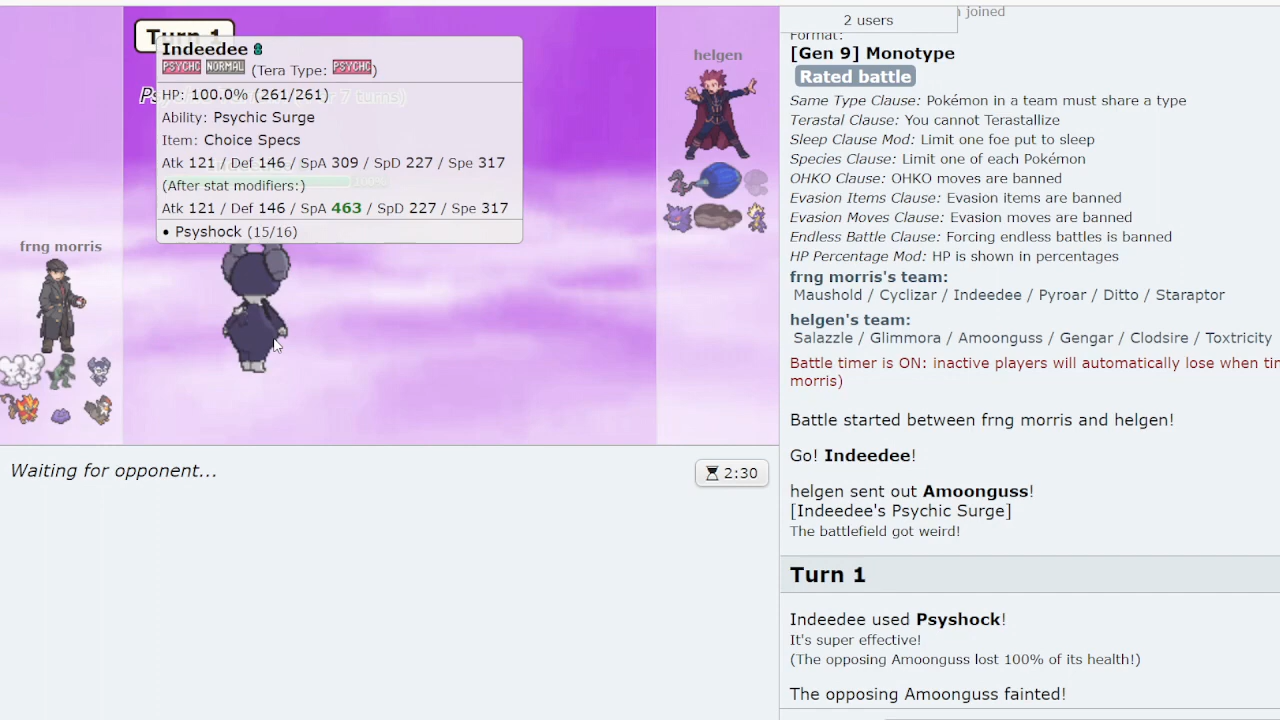 Turn 1
Indeedee
PSYCHC NORMAL (Tera Type: PSYCHC)
HP: 100.0% (261/261)
Ability: Psychic Surge
Item: Choice Specs
Atk 121 / Def 146 / SpA 309 / SpD 227 / Spe 317
(After stat modifiers:)
Atk 121 / Def 146 / SpA 463 / SpD 227 / Spe 317
• Psyshock (15/16)
7 turns)
helgen
frng morris
Waiting for opponent...
2:30
2 users
joined
Format:
[Gen 9] Monotype
Rated battle
Same Type Clause: Pokémon in a team must share a type
Terastal Clause: You cannot Terastallize
Sleep Clause Mod: Limit one foe put to sleep
Species Clause: Limit one of each Pokémon
OHKO Clause: OHKO moves are banned
Evasion Items Clause: Evasion items are banned
Evasion Moves Clause: Evasion moves are banned
Endless Battle Clause: Forcing endless battles is banned
HP Percentage Mod: HP is shown in percentages
frng morris's team:
Maushold / Cyclizar / Indeedee / Pyroar / Ditto / Staraptor
helgen's team:
Salazzle / Glimmora / Amoonguss / Gengar / Clodsire / Toxtricity
Battle timer is ON: inactive players will automatically lose when
morris)
Battle started between frng morris and helgen!
Go! Indeedee!
helgen sent out Amoonguss!
[Indeedee's Psychic Surge]
The battlefield got weird!
Turn 1
Indeedee used Psyshock!
It's super effective!
(The opposing Amoonguss lost 100% of its health!)
The opposing Amoonguss fainted!